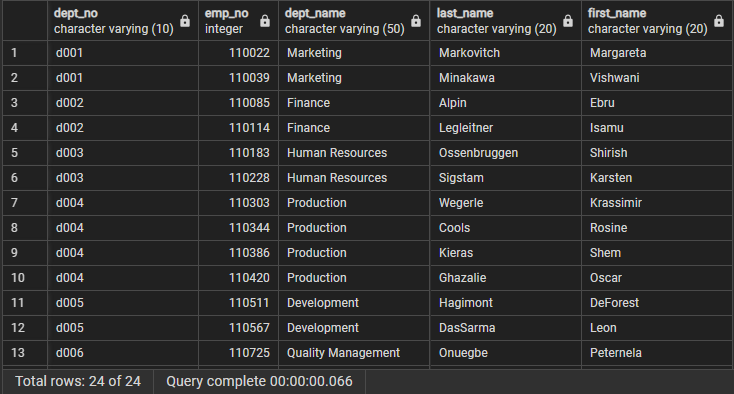 dept_no emp_no dept_name last_name first_name
character varying (10) integer character varying (50) character varying (20) character varying (20)
1 d001 110022 Marketing Markovitch Margareta
2 d001 110039 Marketing Minakawa Vishwani
3 d002 110085 Finance Alpin Ebru
4 d002 110114 Finance Legleitner Isamu
5 d003 110183 Human Resources Ossenbruggen Shirish
6 d003 110228 Human Resources Sigstam Karsten
7 d004 110303 Production Wegerle Krassimir
8 d004 110344 Production Cools Rosine
9 d004 110386 Production Kieras Shem
10 d004 110420 Production Ghazalie Oscar
11 d005 110511 Development Hagimont DeForest
12 d005 110567 Development DasSarma Leon
13 d006 110725 Quality Management Onuegbe Peternela
Total rows: 24 of 24 Query complete 00:00:00.066